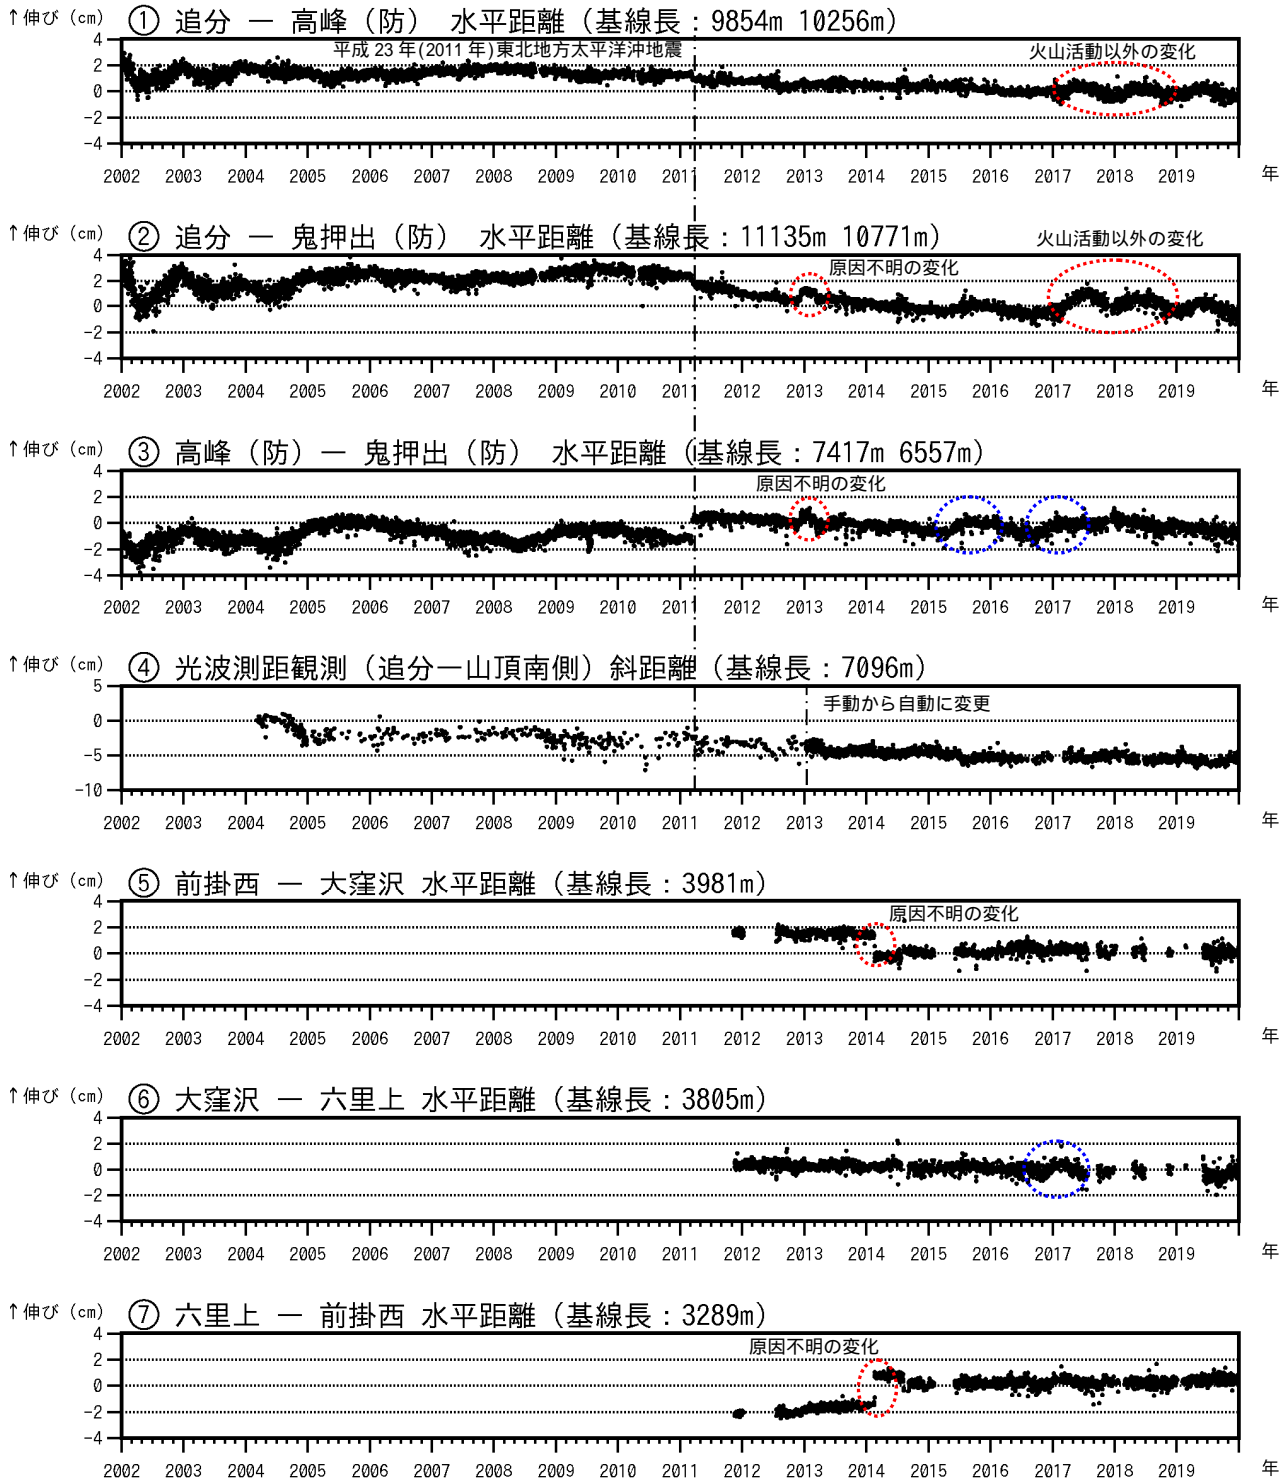 ↑伸び（cm） ① 追分 — 高峰（防） 水平距離（基線長：9854m 10256m）
平成 23 年(2011 年)東北地方太平洋沖地震
火山活動以外の変化
4
2
0
-2
-4
2002 2003 2004 2005 2006 2007 2008 2009 2010 2011 2012 2013 2014 2015 2016 2017 2018 2019 年
↑伸び（cm） ② 追分 — 鬼押出（防） 水平距離（基線長：11135m 10771m）
火山活動以外の変化
原因不明の変化
4
2
0
-2
-4
2002 2003 2004 2005 2006 2007 2008 2009 2010 2011 2012 2013 2014 2015 2016 2017 2018 2019 年
↑伸び（cm） ③ 高峰（防）— 鬼押出（防） 水平距離（基線長：7417m 6557m）
原因不明の変化
4
2
0
-2
-4
2002 2003 2004 2005 2006 2007 2008 2009 2010 2011 2012 2013 2014 2015 2016 2017 2018 2019 年
↑伸び（cm） ④ 光波測距観測（追分—山頂南側）斜距離（基線長：7096m）
手動から自動に変更
5
0
-5
-10
2002 2003 2004 2005 2006 2007 2008 2009 2010 2011 2012 2013 2014 2015 2016 2017 2018 2019 年
↑伸び（cm） ⑤ 前掛西 — 大窪沢 水平距離（基線長：3981m）
原因不明の変化
4
2
0
-2
-4
2002 2003 2004 2005 2006 2007 2008 2009 2010 2011 2012 2013 2014 2015 2016 2017 2018 2019 年
↑伸び（cm） ⑥ 大窪沢 — 六里上 水平距離（基線長：3805m）
4
2
0
-2
-4
2002 2003 2004 2005 2006 2007 2008 2009 2010 2011 2012 2013 2014 2015 2016 2017 2018 2019 年
↑伸び（cm） ⑦ 六里上 — 前掛西 水平距離（基線長：3289m）
原因不明の変化
4
2
0
-2
-4
2002 2003 2004 2005 2006 2007 2008 2009 2010 2011 2012 2013 2014 2015 2016 2017 2018 2019 年